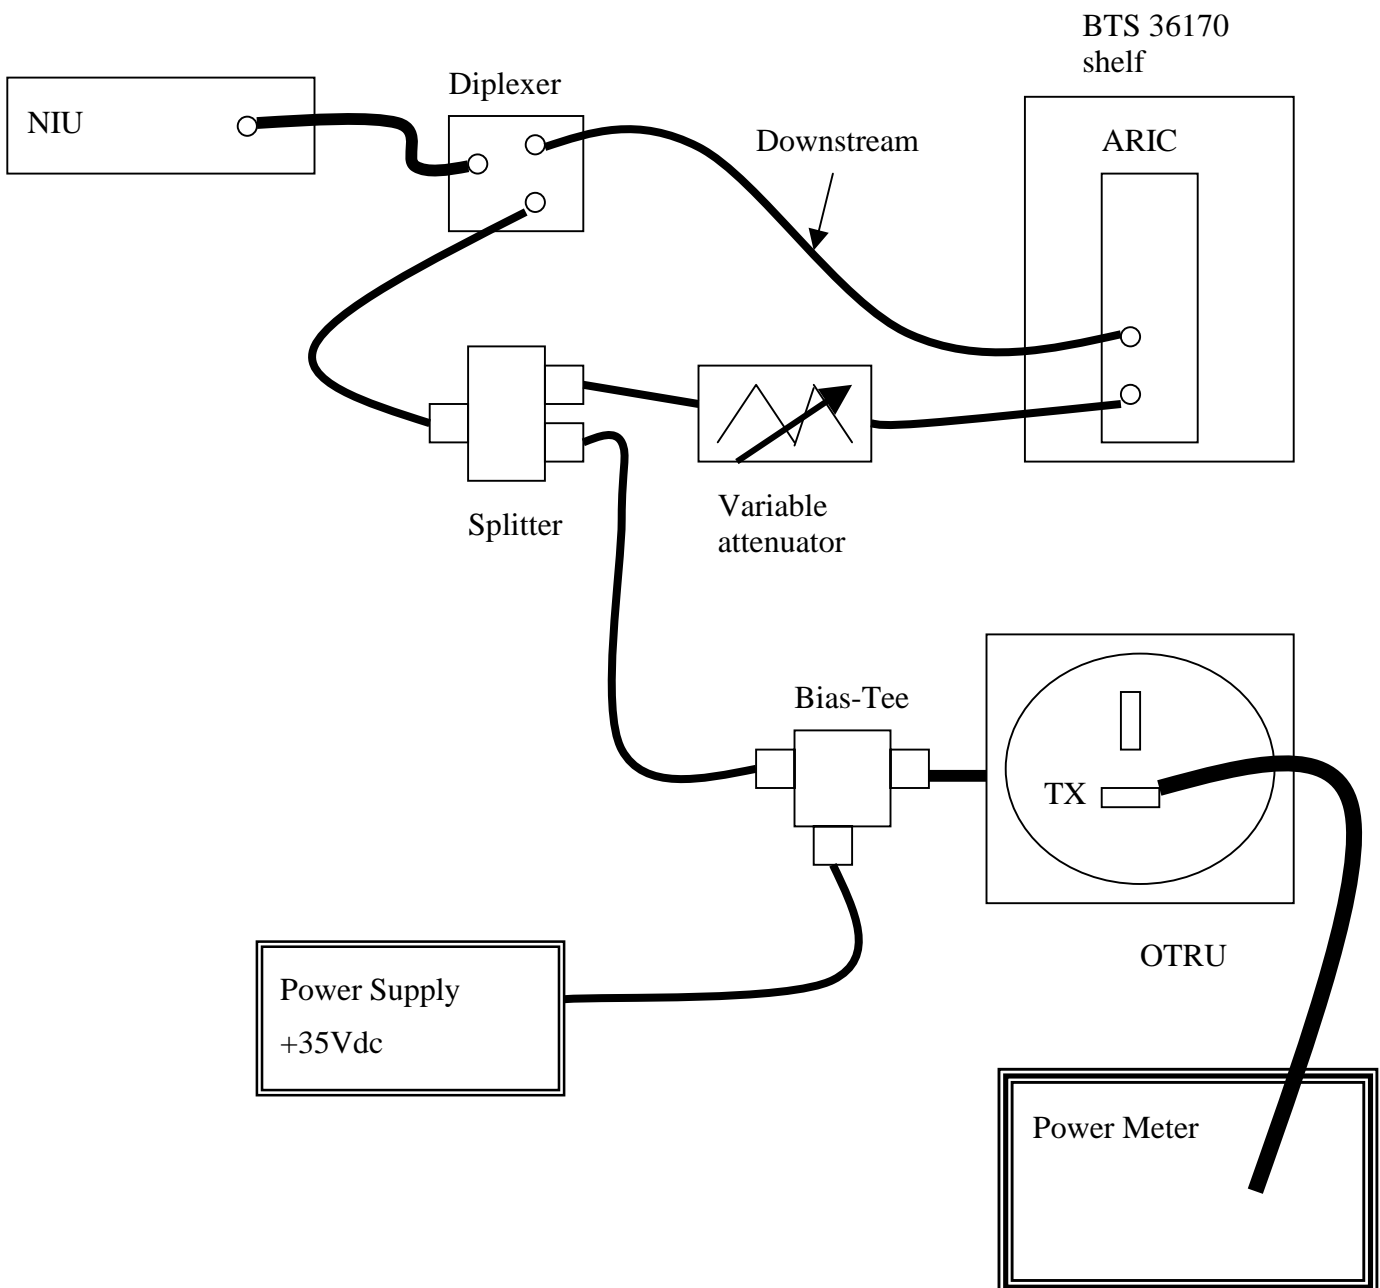 BTS 36170
shelf
Diplexer
NIU
Downstream
ARIC
Variable
attenuator
Splitter
Bias-Tee
TX
OTRU
Power Supply
+35Vdc
Power Meter